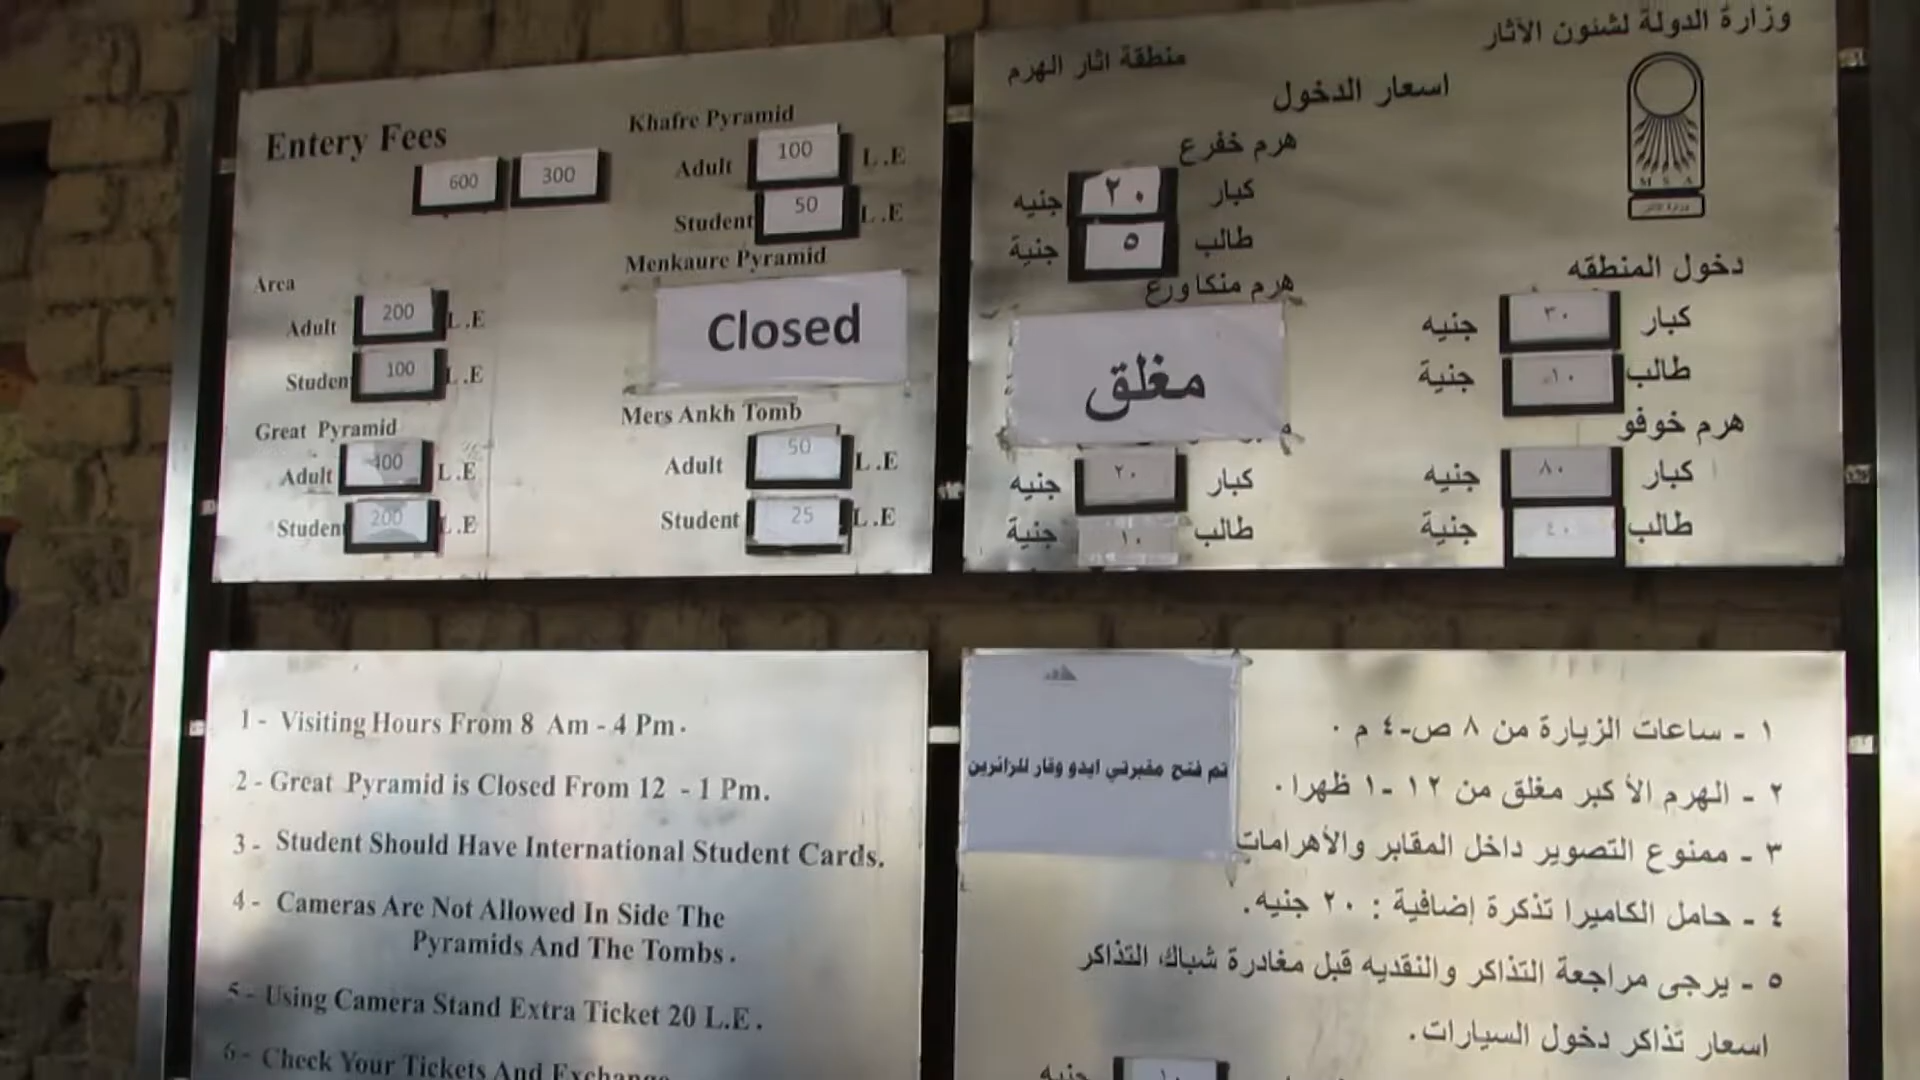 Entery Fees
600 300
Area
Adult 200 L.E
Studen 100 L.E
Great Pyramid
Adult 400 L.E
Studen 200 L.E
Khafre Pyramid
Adult 100 L.E
Student 50 L.E
Menkaure Pyramid
Closed
Mers Ankh Tomb
Adult 50 L.E
Student 25 L.E
وزارة الدولة لشئون الآثار
منطقة اثار الهرم
اسعار الدخول
M S A
دخول المنطقه
كبار ٣٠ جنيه
طالب ١٠ جنية
هرم خوفو
كبار ٨٠ جنيه
طالب ٤٠ جنية
هرم خفرع
كبار ٢٠ جنيه
طالب ٥ جنية
هرم منكاورع
مغلق
كبار ٢٠ جنيه
طالب ١٠ جنية
1 - Visiting Hours From 8 Am - 4 Pm .
2 - Great Pyramid is Closed From 12 - 1 Pm.
3 - Student Should Have International Student Cards.
4 - Cameras Are Not Allowed In Side The
Pyramids And The Tombs .
5 - Using Camera Stand Extra Ticket 20 L.E .
6 - Check Your Tickets And Exchange
تم فتح مقبرتي ايدو وقار للزائرين
١ - ساعات الزيارة من ٨ ص-٤ م .
٢ - الهرم الأكبر مغلق من ١٢ -١ ظهرا.
٣ - ممنوع التصوير داخل المقابر والأهرامات
٤ - حامل الكاميرا تذكرة إضافية : ٢٠ جنيه.
٥ - يرجى مراجعة التذاكر والنقديه قبل مغادرة شباك التذاكر
اسعار تذاكر دخول السيارات.
١٠ جنيه